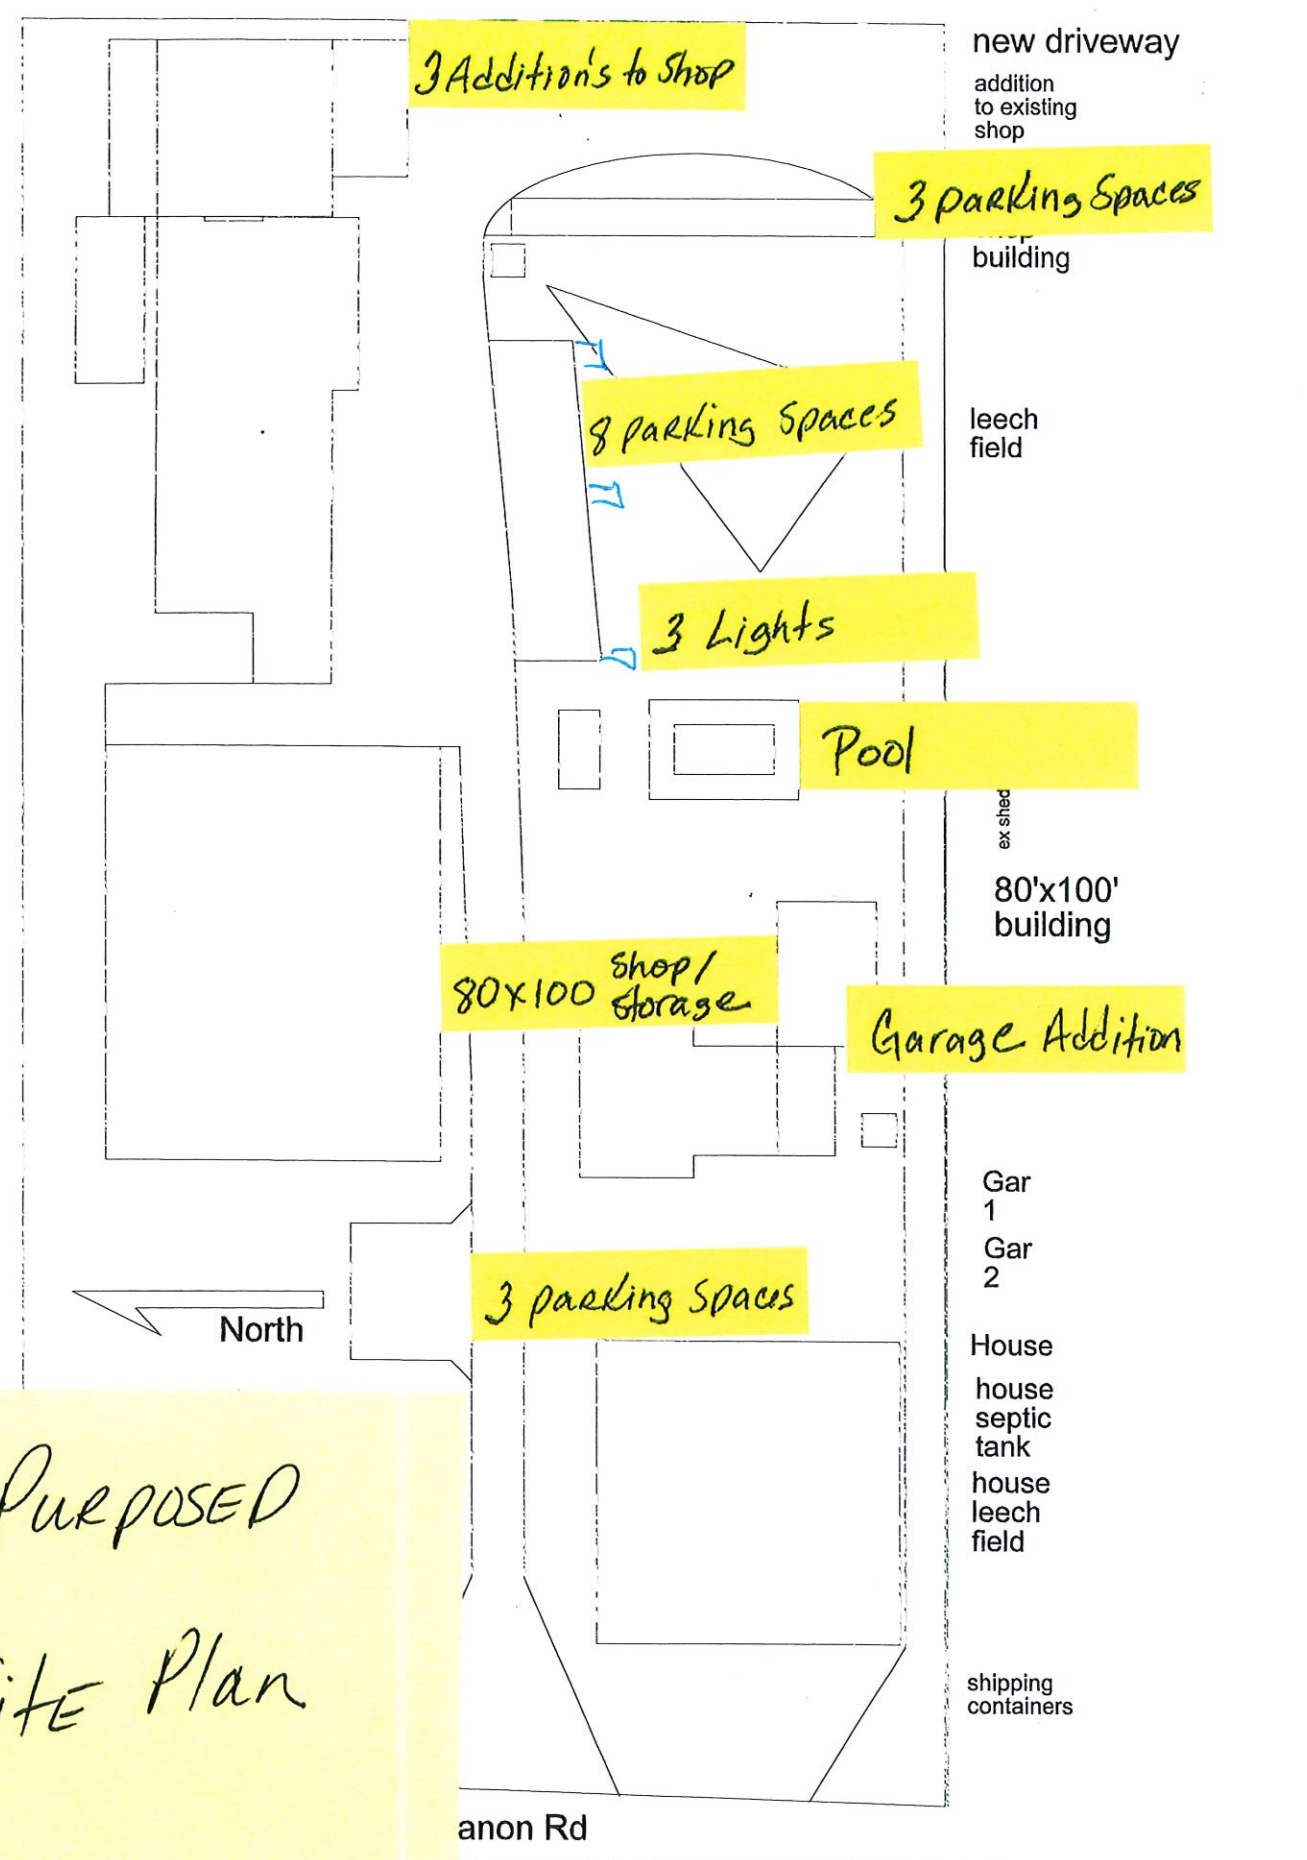 new driveway
addition
to existing
shop
3 Addition's to Shop
3 parking Spaces
building
8 parking Spaces
leech
field
3 Lights
Pool
ex shed
80'x100'
building
80x100 Shop/
Storage
Garage Addition
Gar
1
Gar
2
3 parking Spaces
North
House
house
septic
tank
house
leech
field
PURPOSED
Plan
shipping
containers
anon Rd